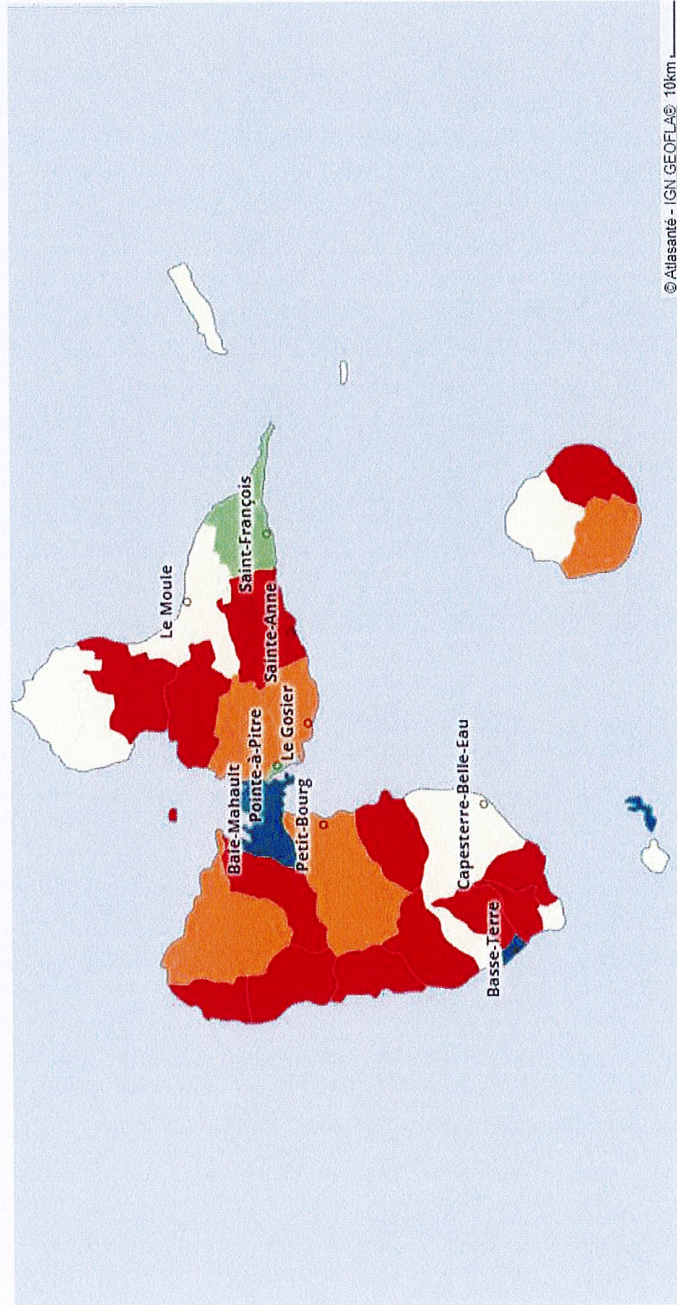 Le Moule
Saint-François
Sainte-Anne
Baie-Mahault
Pointe-à-Pitre
Le Gosier
Petit-Bourg
Capesterre-Belle-Eau
Basse-Terre
© Atlasanté - IGN GEOFLA® 10km